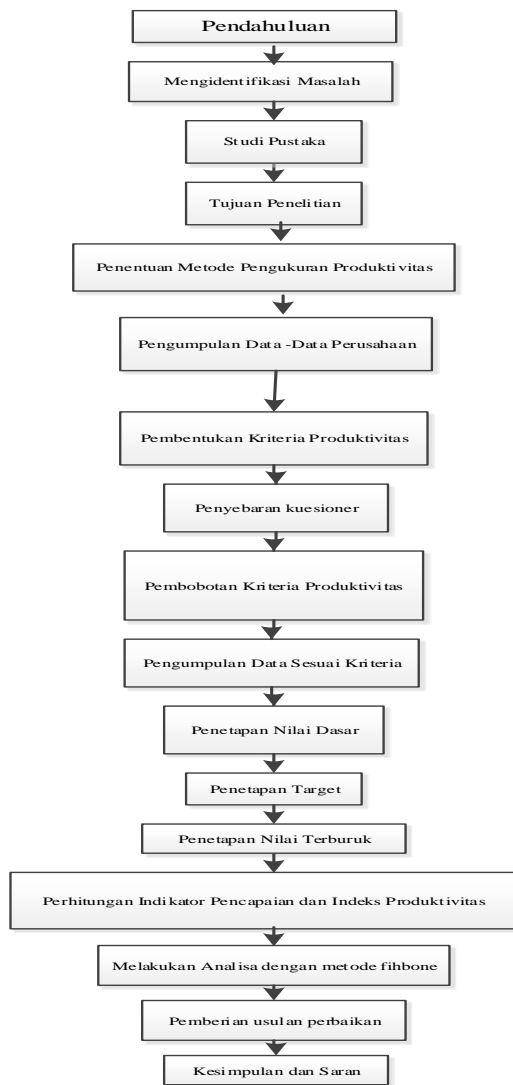 Pendahuluan
Mengidentifikasi Masalah
Studi Pustaka
Tujuan Penelitian
Penentuan Metode Pengukuran Produktivitas
Pengumpulan Data -Data Perusahaan
Pembentukan Kriteria Produktivitas
Penyebaran kuesioner
Pembobotan Kriteria Produktivitas
Pengumpulan Data Sesuai Kriteria
Penetapan Nilai Dasar
Penetapan Target
Penetapan Nilai Terburuk
Perhitungan Indikator Pencapaian dan Indeks Produktivitas
Melakukan Analisa dengan metode fihbone
Pemberian usulan perbaikan
Kesimpulan dan Saran